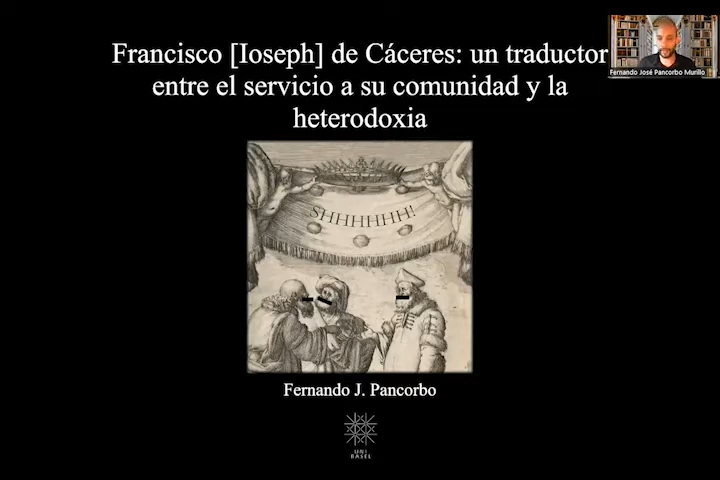 Francisco [Ioseph] de Cáceres: un traductor
entre el servicio a su comunidad y la
heterodoxia
Fernando José Pancorbo Murillo
SHHHHHH!
Fernando J. Pancorbo
UNI
BASEL